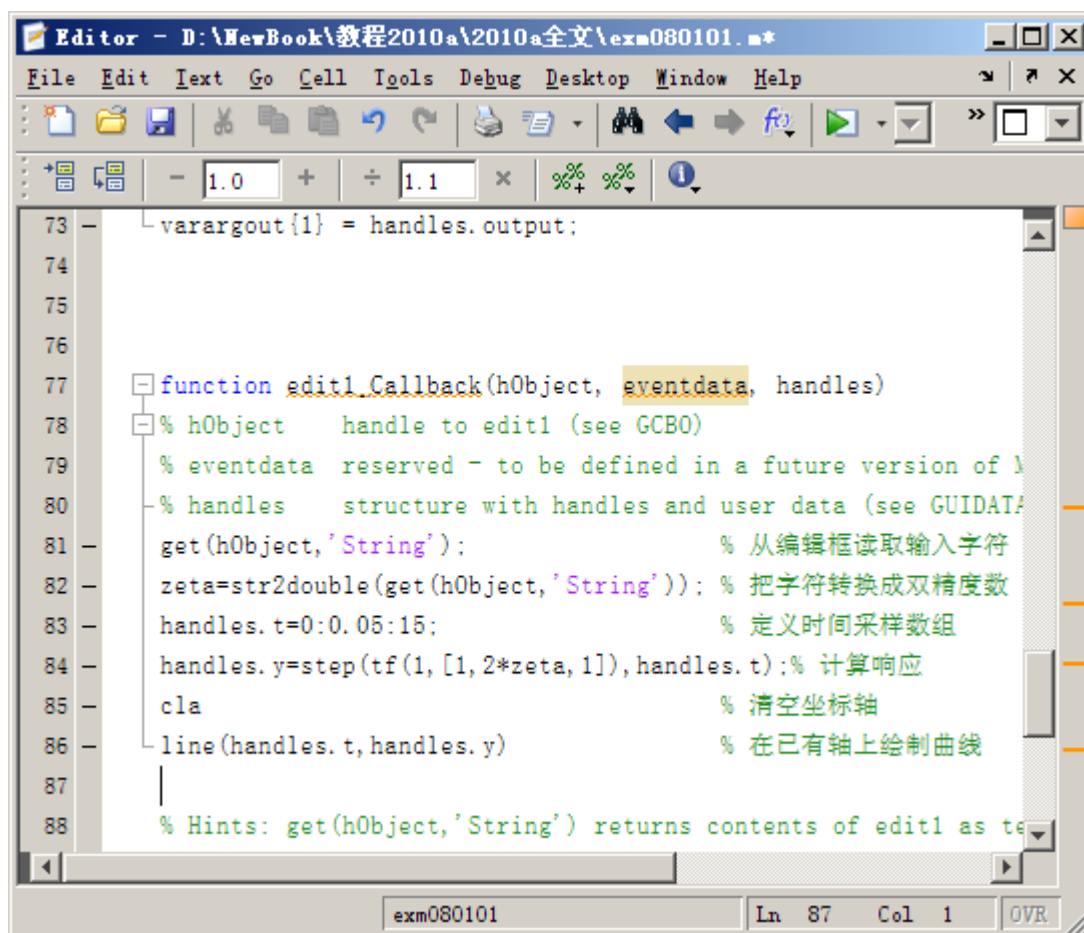 Editor - D:\NewBook\教程2010a\2010a全文\exm080101.m*
File Edit Text Go Cell Tools Debug Desktop Window Help
- 1.0 + ÷ 1.1 ×
73 - varargout{1} = handles.output;
74
75
76
77 function edit1_Callback(hObject, eventdata, handles)
78 % hObject    handle to edit1 (see GCBO)
79 % eventdata  reserved - to be defined in a future version of
80 % handles    structure with handles and user data (see GUIDATA
81 - get(hObject,'String'); % 从编辑框读取输入字符
82 - zeta=str2double(get(hObject,'String')); % 把字符转换成双精度数
83 - handles.t=0:0.05:15; % 定义时间采样数组
84 - handles.y=step(tf(1,[1,2*zeta,1]),handles.t);% 计算响应
85 - cla % 清空坐标轴
86 - line(handles.t,handles.y) % 在已有轴上绘制曲线
87
88 % Hints: get(hObject,'String') returns contents of edit1 as te
exm080101 Ln 87 Col 1 OVR